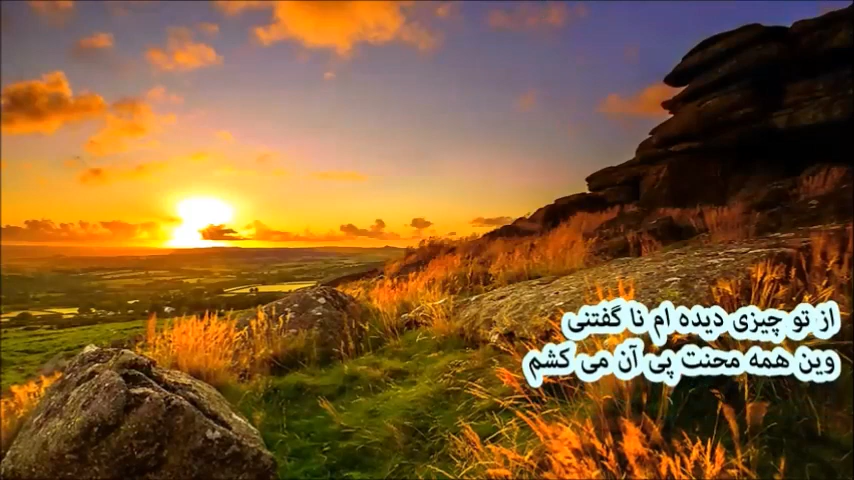 از تو چیزی دیده ام نا گفتنی
وین همه محنت پی آن می کشم